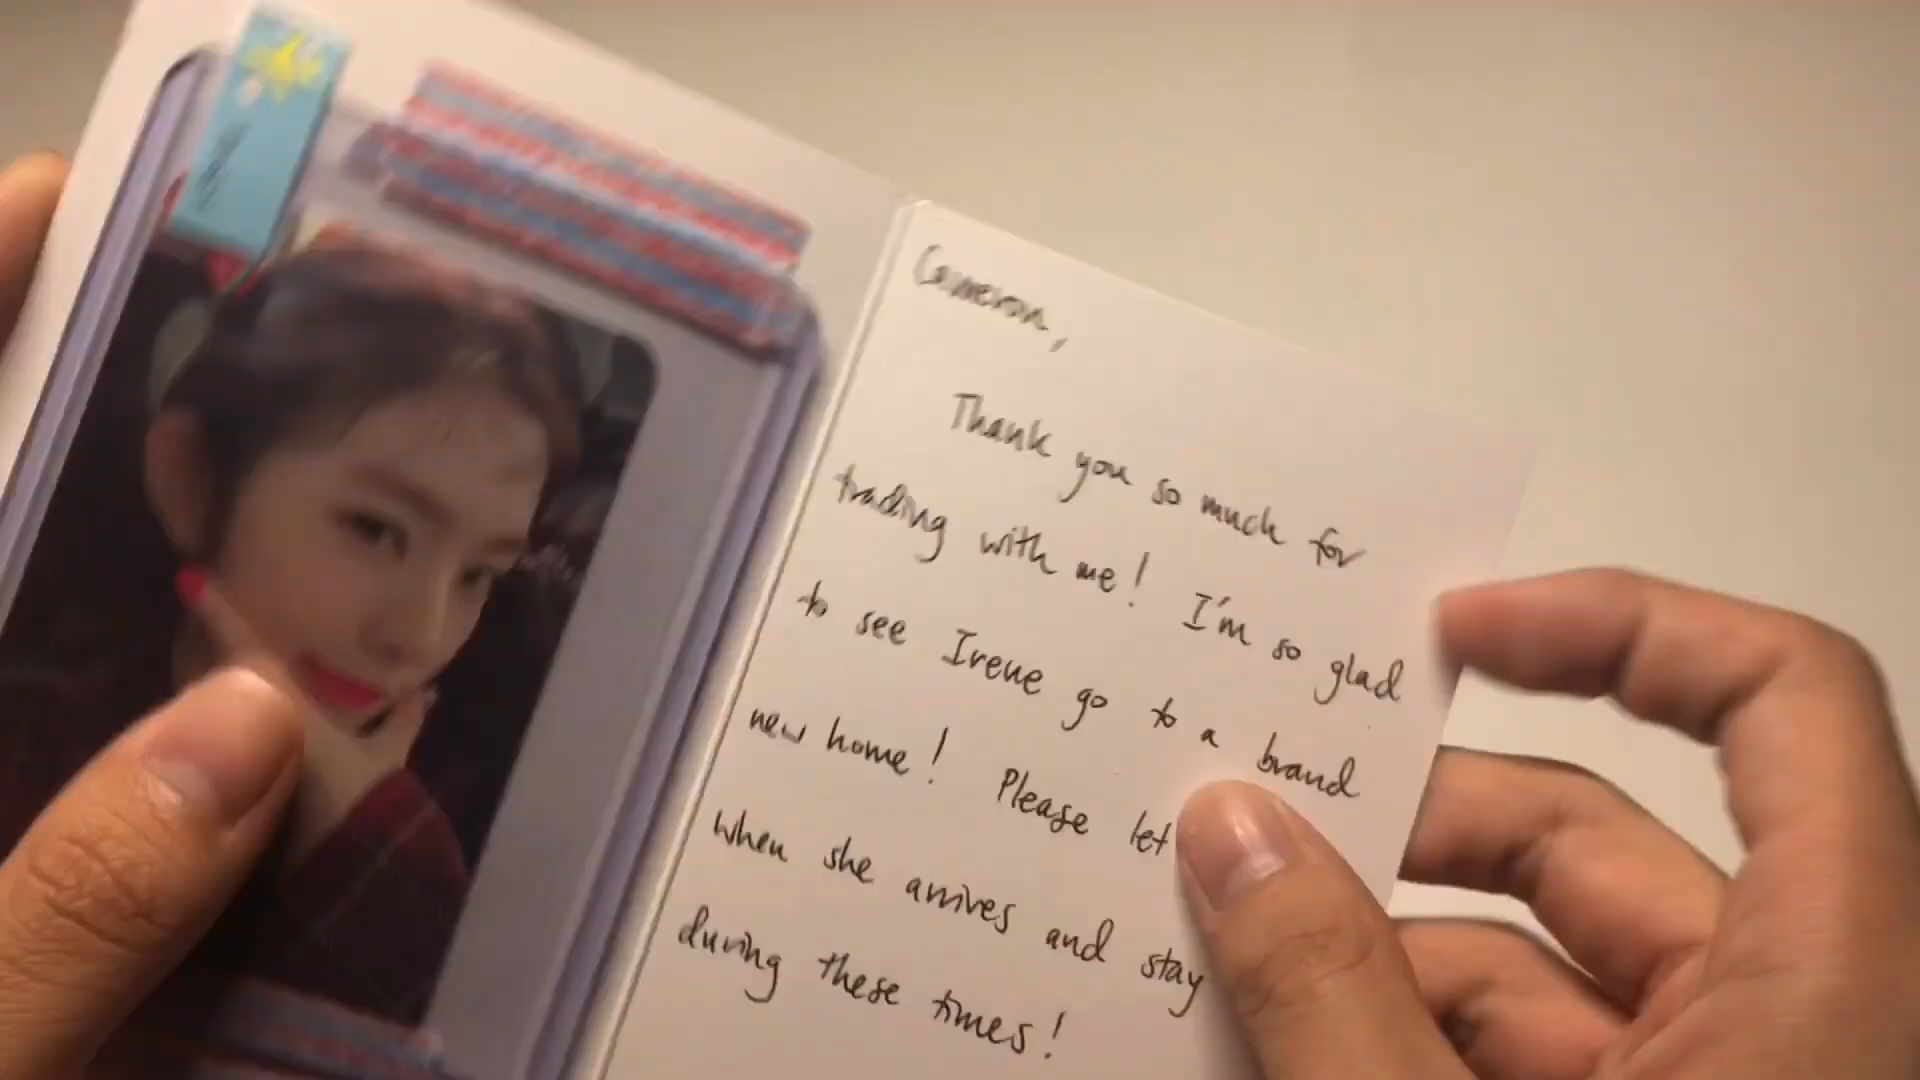 Cameron,
Thank you so much for
trading with me! I'm so glad
to see Irene go to a brand
new home! Please let
when she arrives and stay
during these times!